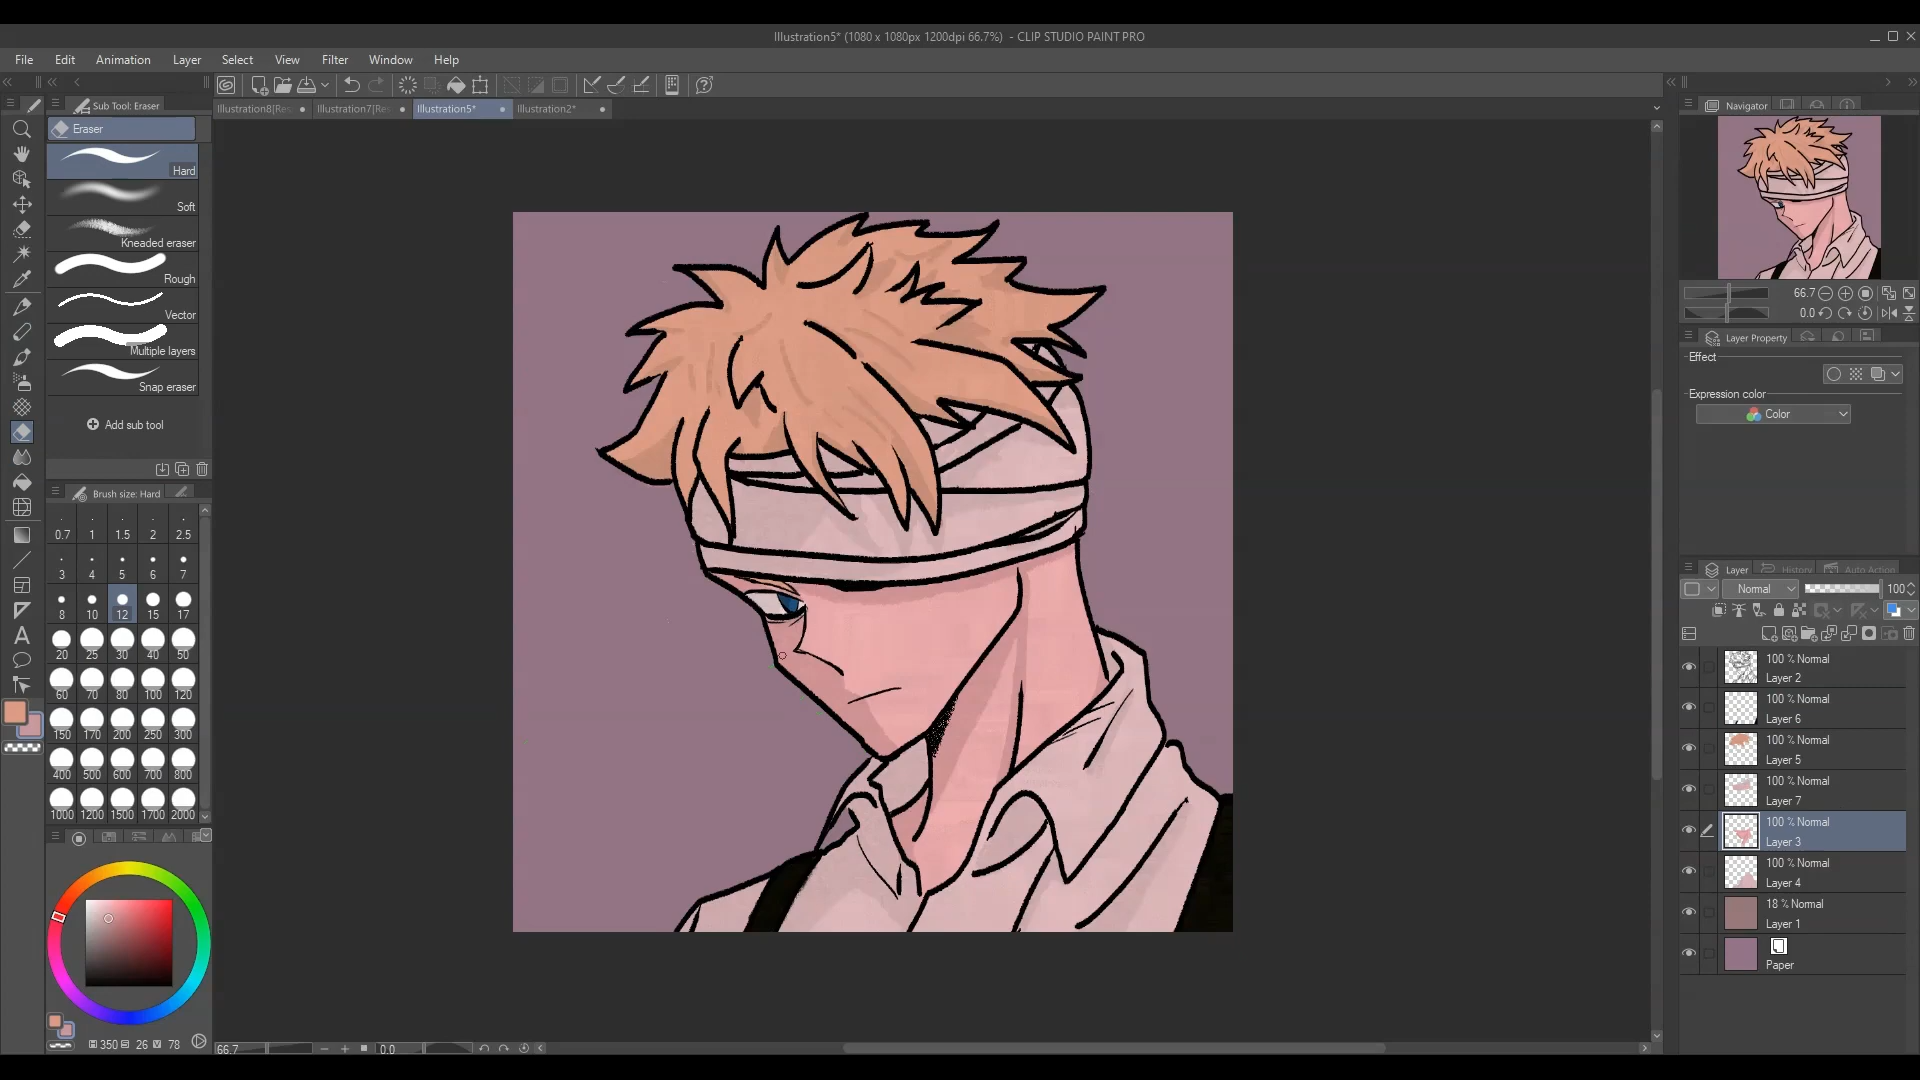 Illustration5* (1080 x 1080px 1200dpi 66.7%) - CLIP STUDIO PAINT PRO
File Edit Animation Layer Select View Filter Window Help
Sub Tool: Eraser
Illustration8[Res Illustration7[Res Illustration5* Illustration2*
Navigator
Eraser
Hard
Soft
Kneaded eraser
Rough
Vector
Multiple layers
Snap eraser
Add sub tool
66.7
0.0
Layer Property
Effect
Expression color
Color
Brush size: Hard
0.7 1 1.5 2 2.5
3 4 5 6 7
8 10 12 15 17
20 25 30 40 50
60 70 80 100 120
150 170 200 250 300
400 500 600 700 800
1000 1200 1500 1700 2000
Layer History Auto Action
Normal 100
100 % Normal
Layer 2
100 % Normal
Layer 6
100 % Normal
Layer 5
100 % Normal
Layer 7
100 % Normal
Layer 3
100 % Normal
Layer 4
18 % Normal
Layer 1
Paper
H 350 S 26 V 78
66.7 0.0